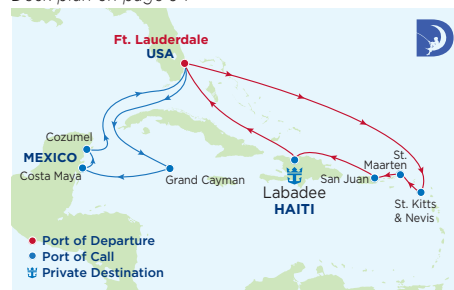 Ft. Lauderdale
USA
Cozumel
MEXICO
Costa Maya
Grand Cayman
Labadee
HAITI
San Juan
St.
Maarten
St. Kitts
& Nevis
Port of Departure
Port of Call
Private Destination